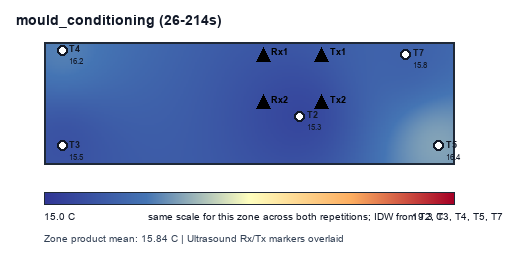 mould_conditioning (26-214s)
T4
16.2
Rx1
Tx1
T7
15.8
Rx2
Tx2
T2
15.3
T3
15.5
T5
16.4
15.0 C
same scale for this zone across both repetitions; IDW from T3, T4, T5, T7
Zone product mean: 15.84 C | Ultrasound Rx/Tx markers overlaid